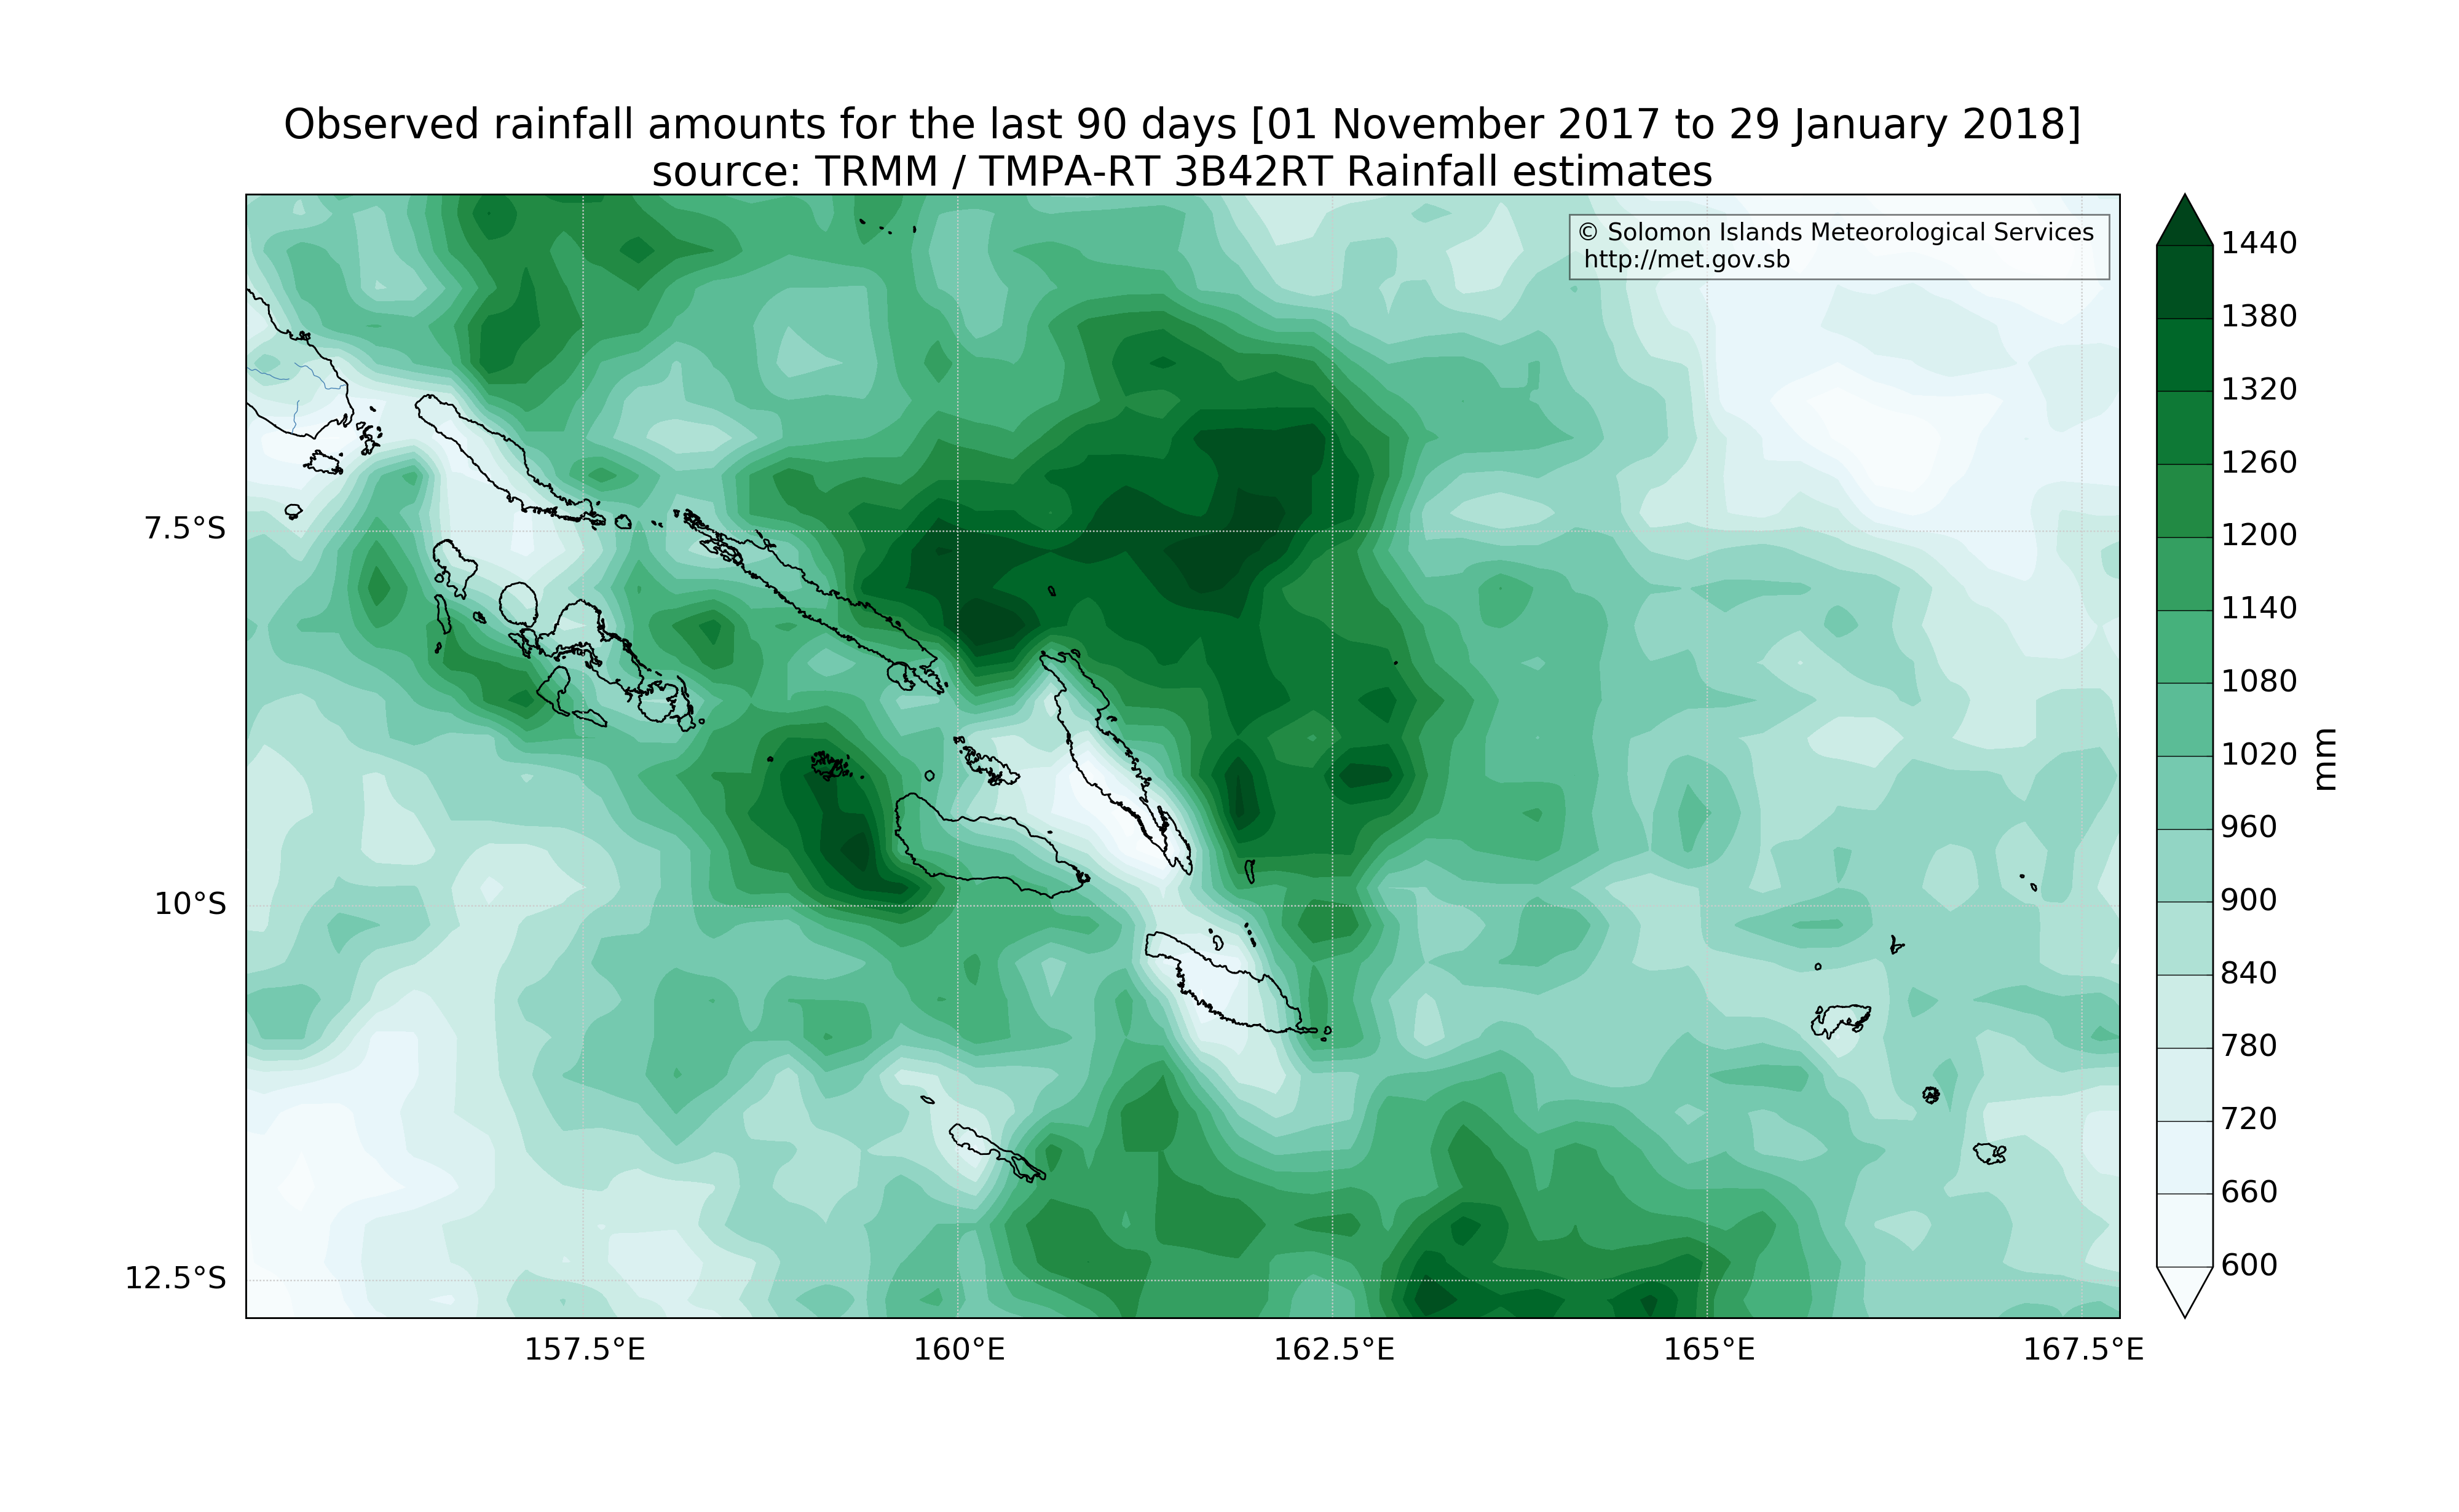 Observed rainfall amounts for the last 90 days [01 November 2017 to 29 January 2018]
source: TRMM / TMPA-RT 3B42RT Rainfall estimates
© Solomon Islands Meteorological Services
http://met.gov.sb
7.5°S
10°S
12.5°S
157.5°E
160°E
162.5°E
165°E
167.5°E
1440
1380
1320
1260
1200
1140
1080
1020
960
900
840
780
720
660
600
mm